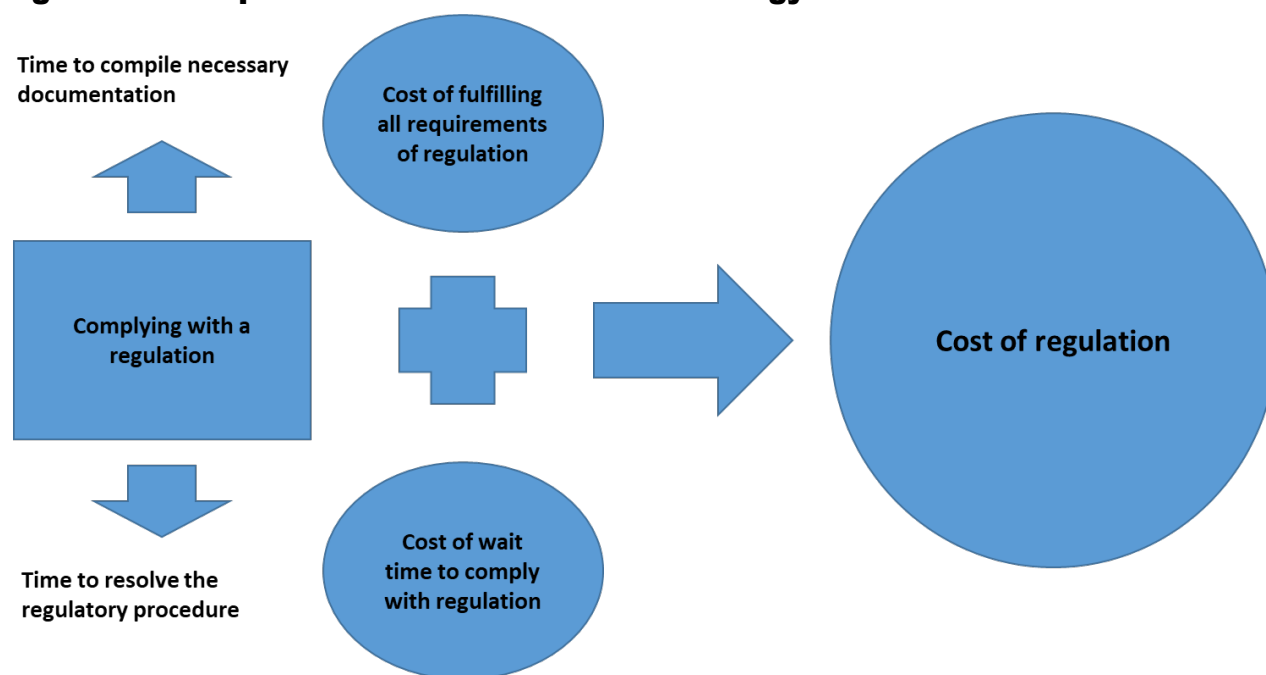 Time to compile necessary
documentation
Cost of fulfilling
all requirements
of regulation
Complying with a
regulation
Cost of regulation
Cost of wait
time to comply
with regulation
Time to resolve the
regulatory procedure